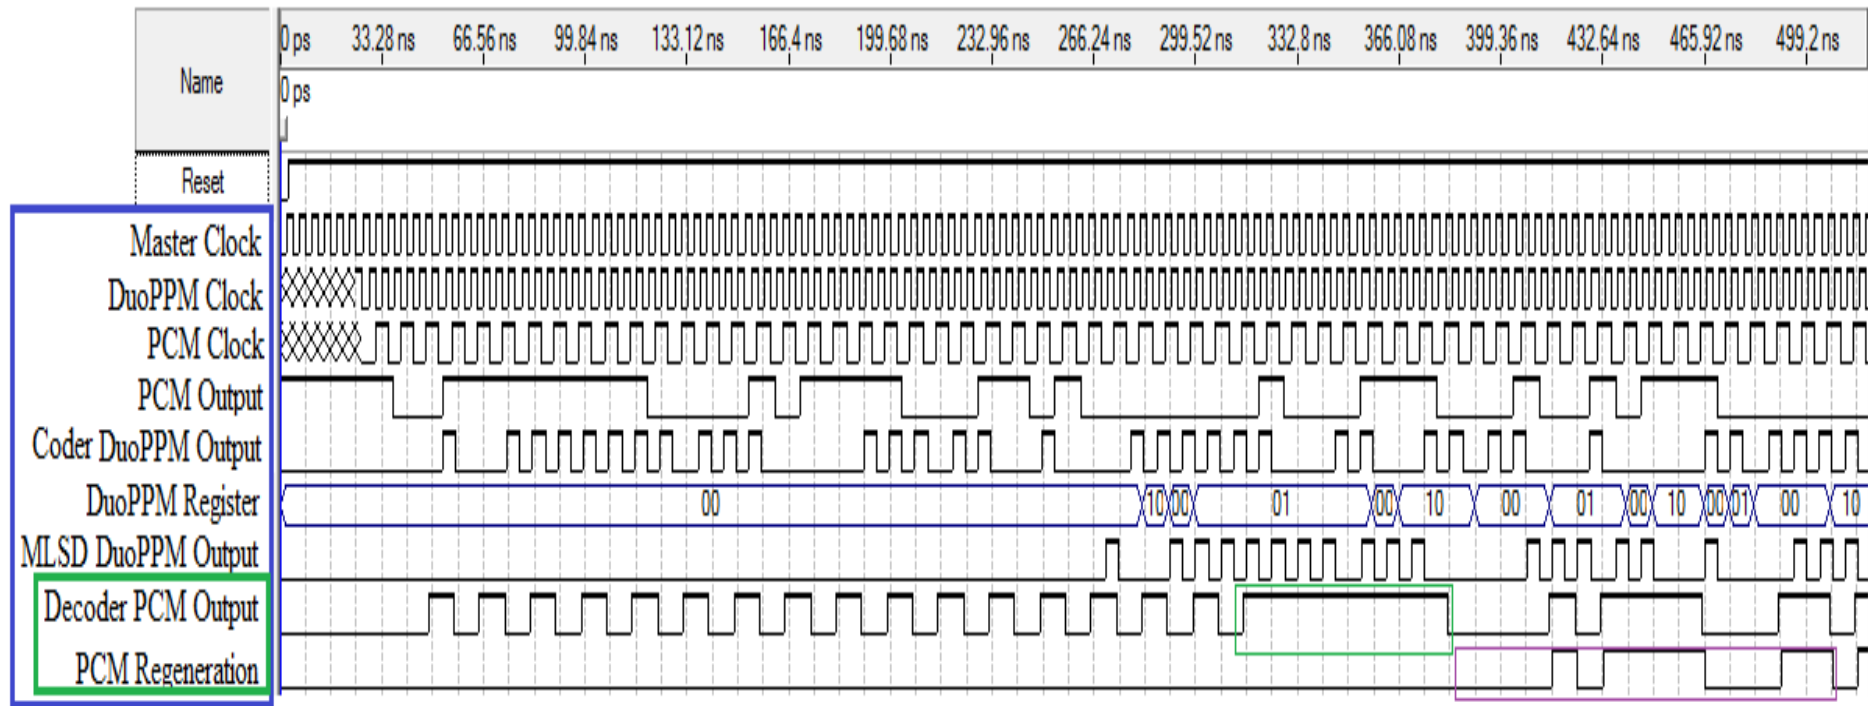 0 ps 33.28 ns 66.56 ns 99.84 ns 133.12 ns 166.4 ns 199.68 ns 232.96 ns 266.24 ns 299.52 ns 332.8 ns 366.08 ns 399.36 ns 432.64 ns 465.92 ns 499.2 ns
Name
0 ps
Reset
Master Clock
DuoPPM Clock
PCM Clock
PCM Output
Coder DuoPPM Output
DuoPPM Register 00 10 00 01 00 10 00 01 00 10 00 01 00 10
MLSD DuoPPM Output
Decoder PCM Output
PCM Regeneration